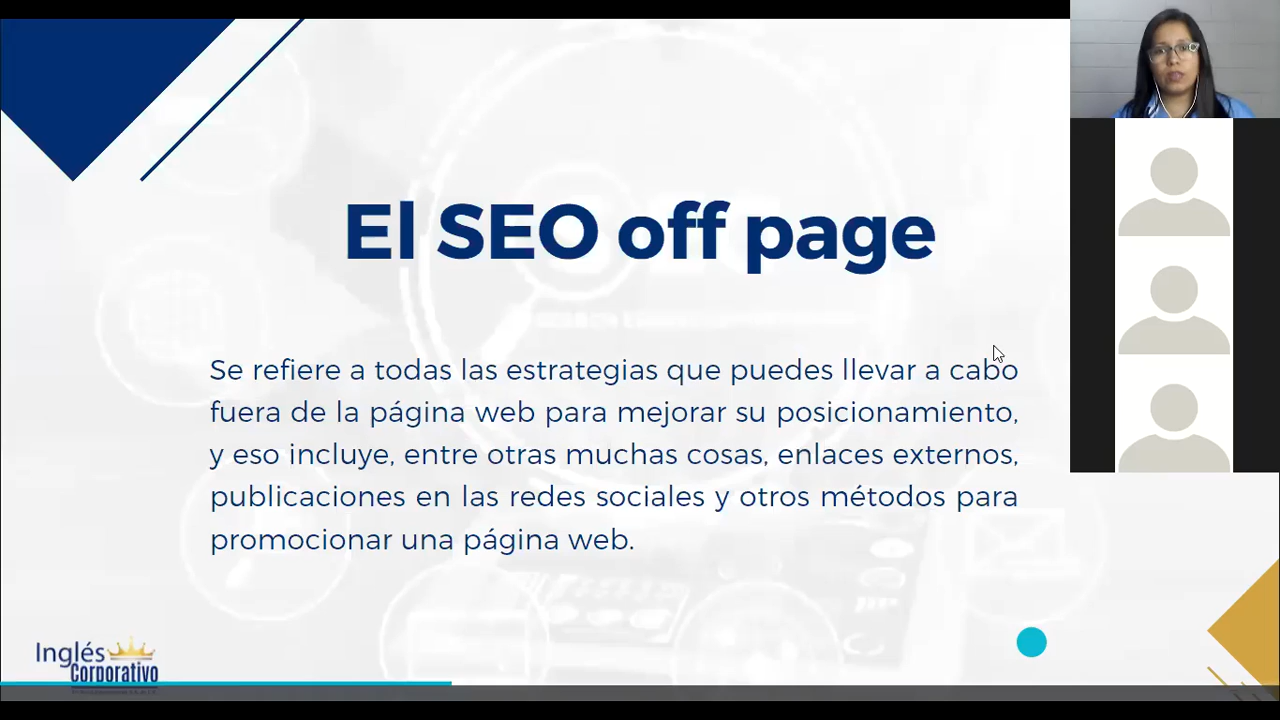 El SEO off page
Se refiere a todas las estrategias que puedes llevar a cabo
fuera de la página web para mejorar su posicionamiento,
y eso incluye, entre otras muchas cosas, enlaces externos,
publicaciones en las redes sociales y otros métodos para
promocionar una página web.
Inglés
Corporativo